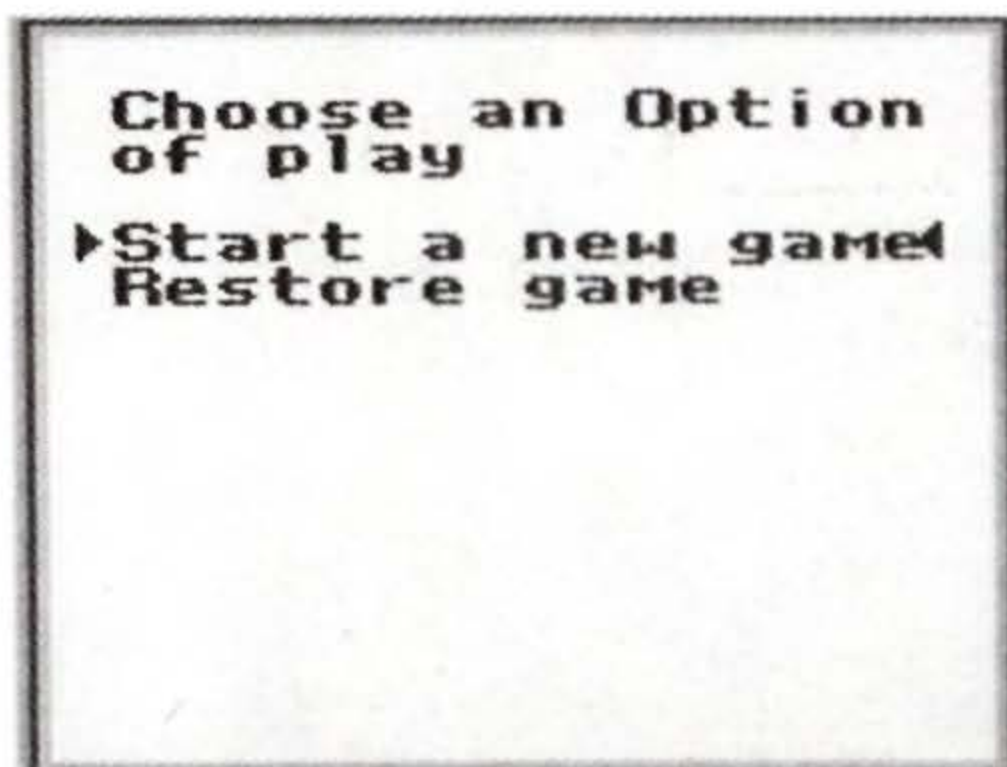 Choose an Option
of play
▶Start a new game◀
Restore game